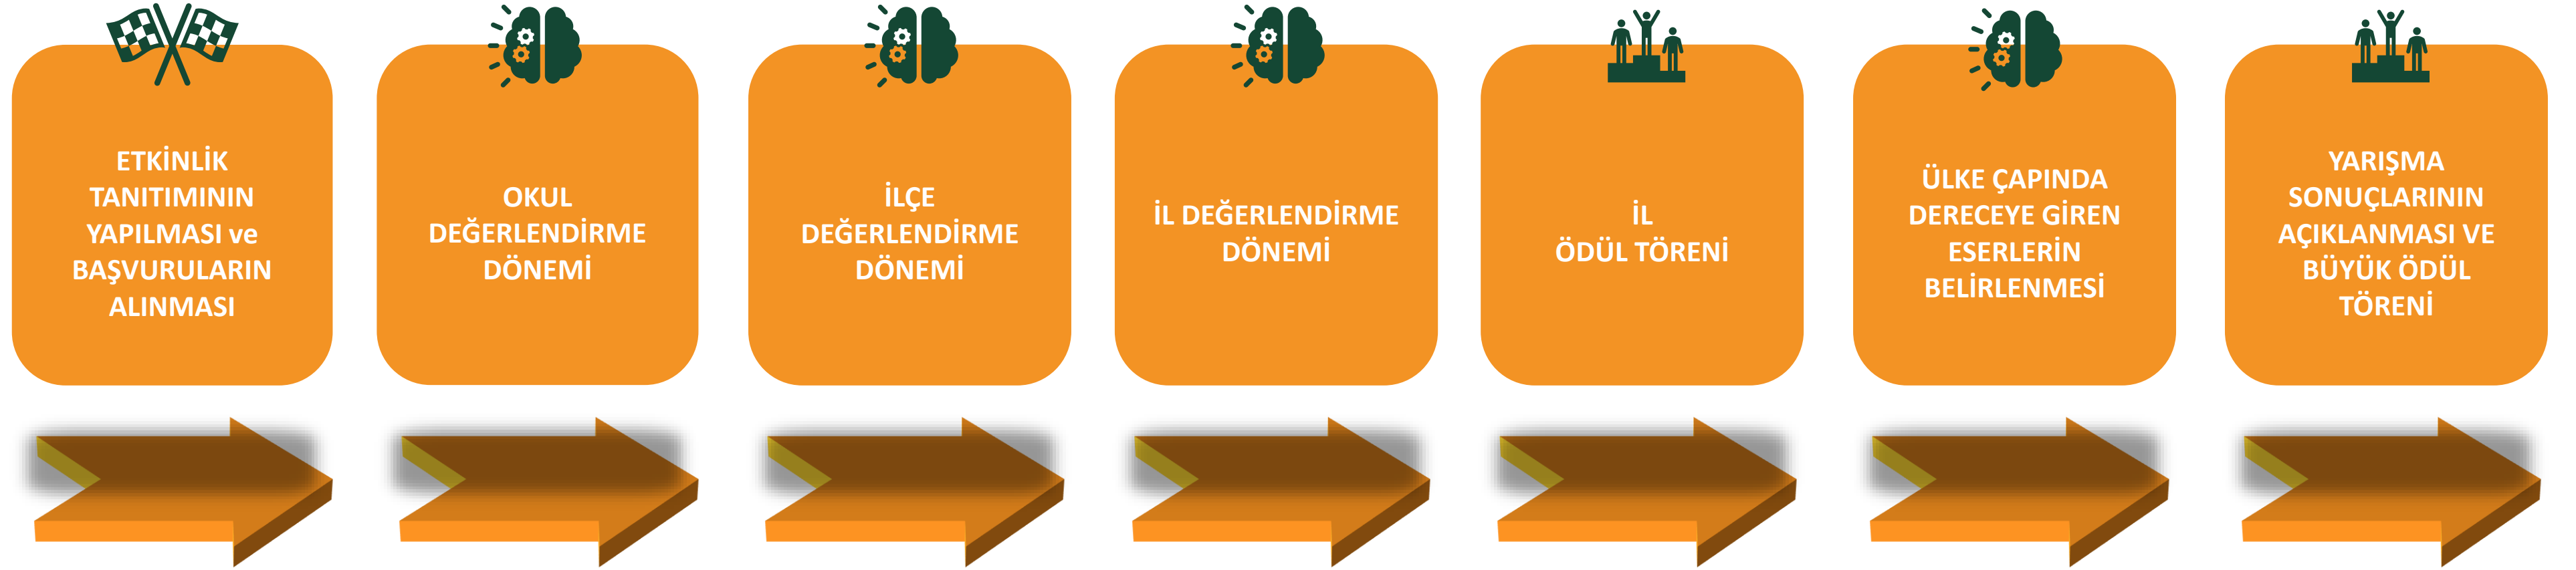 ETKİNLİK
TANITIMININ
YAPILMASI ve
BAŞVURULARIN
ALINMASI
OKUL
DEĞERLENDİRME
DÖNEMİ
İLÇE
DEĞERLENDİRME
DÖNEMİ
İL DEĞERLENDİRME
DÖNEMİ
İL
ÖDÜL TÖRENİ
ÜLKE ÇAPINDA
DERECEYE GİREN
ESERLERİN
BELİRLENMESİ
YARIŞMA
SONUÇLARININ
AÇIKLANMASI VE
BÜYÜK ÖDÜL
TÖRENİ